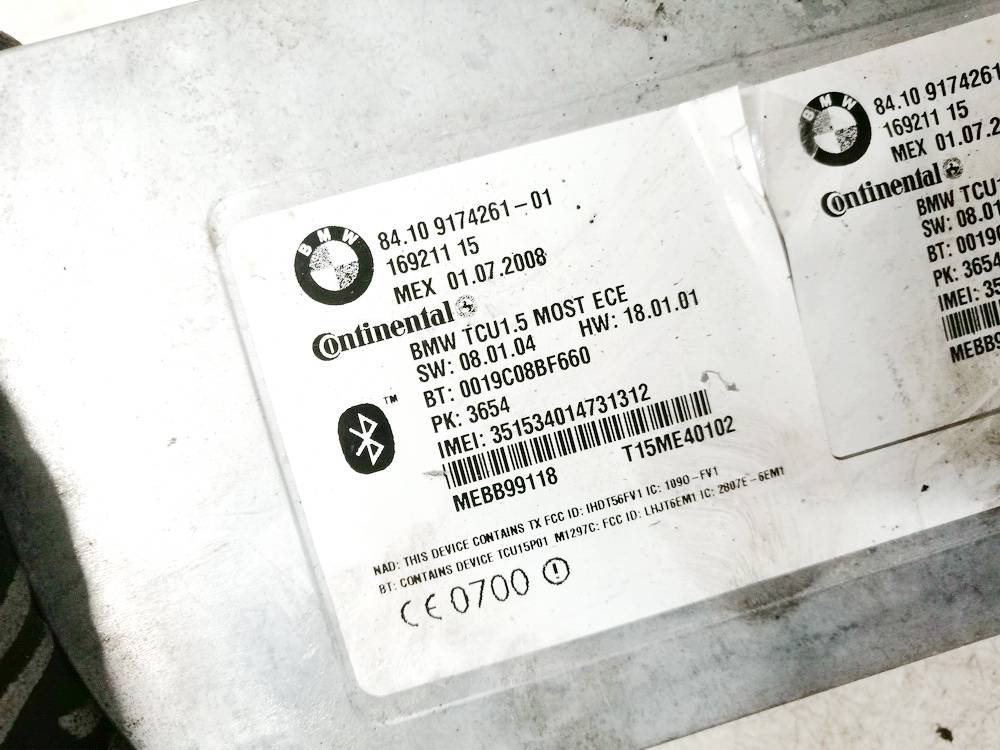 BMW
84.10 9174261-01
169211 15
MEX 01.07.2008
Continental
BMW TCU1.5 MOST ECE
SW: 08.01.04 HW: 18.01.01
BT: 0019C08BF660
PK: 3654
IMEI: 351534014731312
MEBB99118 T15ME40102
NAD: THIS DEVICE CONTAINS TX FCC ID: IHDT56FV1 IC: 109O-FV1
BT: CONTAINS DEVICE TCU15P01 M1297C: FCC ID: LHJT6EM1 IC: 2807E-6EM1
CE 0700
TM
BMW
84.10 9174261
169211 15
MEX 01.07.2
Continental
BMW TCU1
SW: 08.01
BT: 0019
PK: 3654
IMEI: 35
MEBB9